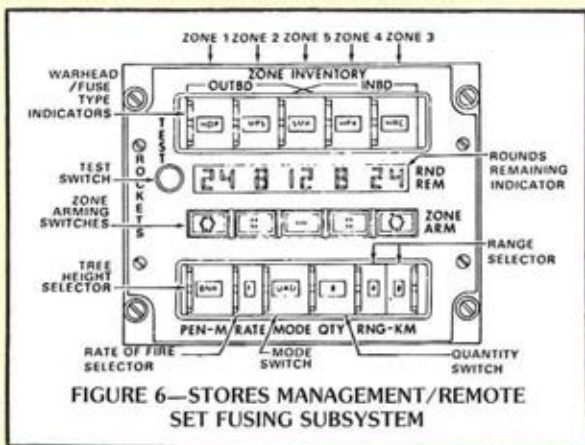 ZONE 1 ZONE 2 ZONE 5 ZONE 4 ZONE 3
WARHEAD
/FUSE
TYPE
INDICATORS
ZONE INVENTORY
OUTBD INBD
TEST
TEST
SWITCH
ROCKETS
24 8 12 8 24
RND
REM
ROUNDS
REMAINING
INDICATOR
ZONE
ARMING
SWITCHES
ZONE
ARM
RANGE
SELECTOR
TREE
HEIGHT
SELECTOR
PEN-M RATE MODE QTY RNG-KM
RATE OF FIRE
SELECTOR
MODE
SWITCH
QUANTITY
SWITCH
FIGURE 6—STORES MANAGEMENT/REMOTE
SET FUSING SUBSYSTEM